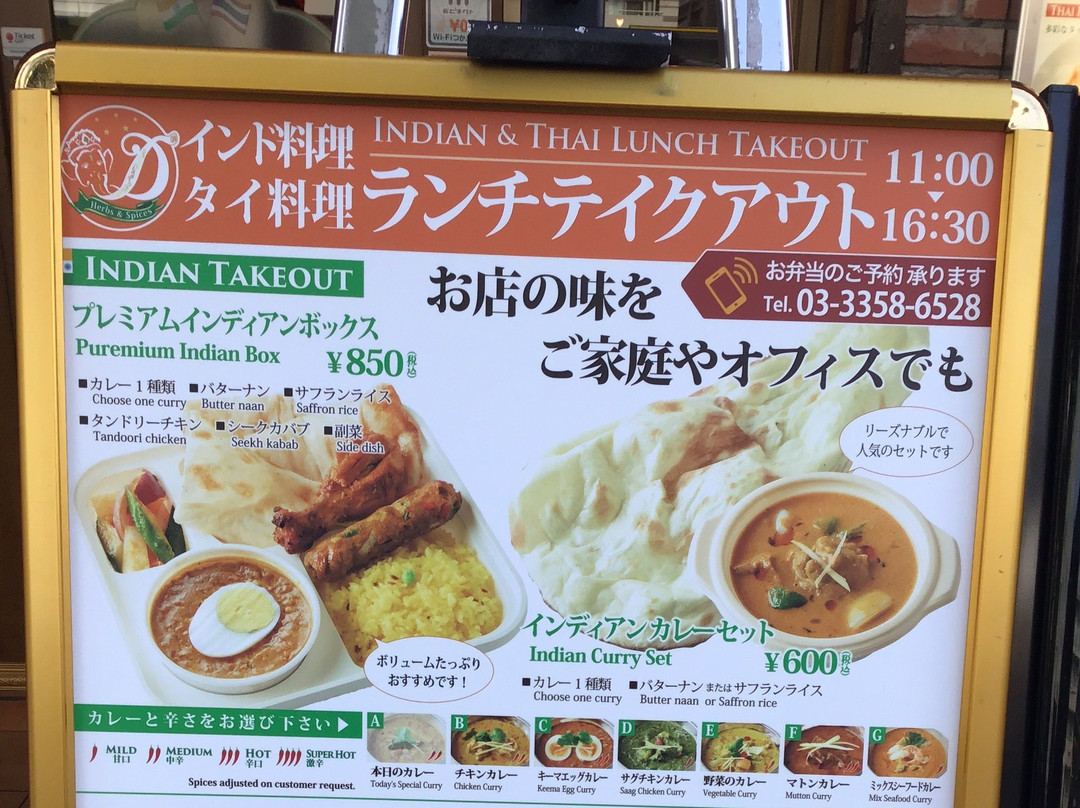 Ticket
¥0
Wi-Fiつか
THAI
Herbs & Spices
インド料理
タイ料理
INDIAN & THAI LUNCH TAKEOUT
ランチテイクアウト
11:00
16:30
INDIAN TAKEOUT
お店の味を
ご家庭やオフィスでも
お弁当のご予約 承ります
Tel. 03-3358-6528
プレミアムインディアンボックス
Puremium Indian Box ¥850(税込)
■カレー1種類 ■バターナン ■サフランライス
Choose one curry Butter naan Saffron rice
■タンドリーチキン ■シークカバブ ■副菜
Tandoori chicken Seekh kabab Side dish
リーズナブルで
人気のセットです
ボリュームたっぷり
おすすめです!
インディアンカレーセット
Indian Curry Set ¥600(税込)
■カレー1種類 ■バターナン または サフランライス
Choose one curry Butter naan or Saffron rice
カレーと辛さをお選び下さい▶
MILD MEDIUM HOT SUPER HOT
甘口 中辛 辛口 激辛
Spices adjusted on customer request.
A B C D E F G
本日のカレー チキンカレー キーマエッグカレー サグチキンカレー 野菜のカレー マトンカレー ミックスシーフードカレー
Today's Special Curry Chicken Curry Keema Egg Curry Saag Chicken Curry Vegetable Curry Mutton Curry Mix Seafood Curry